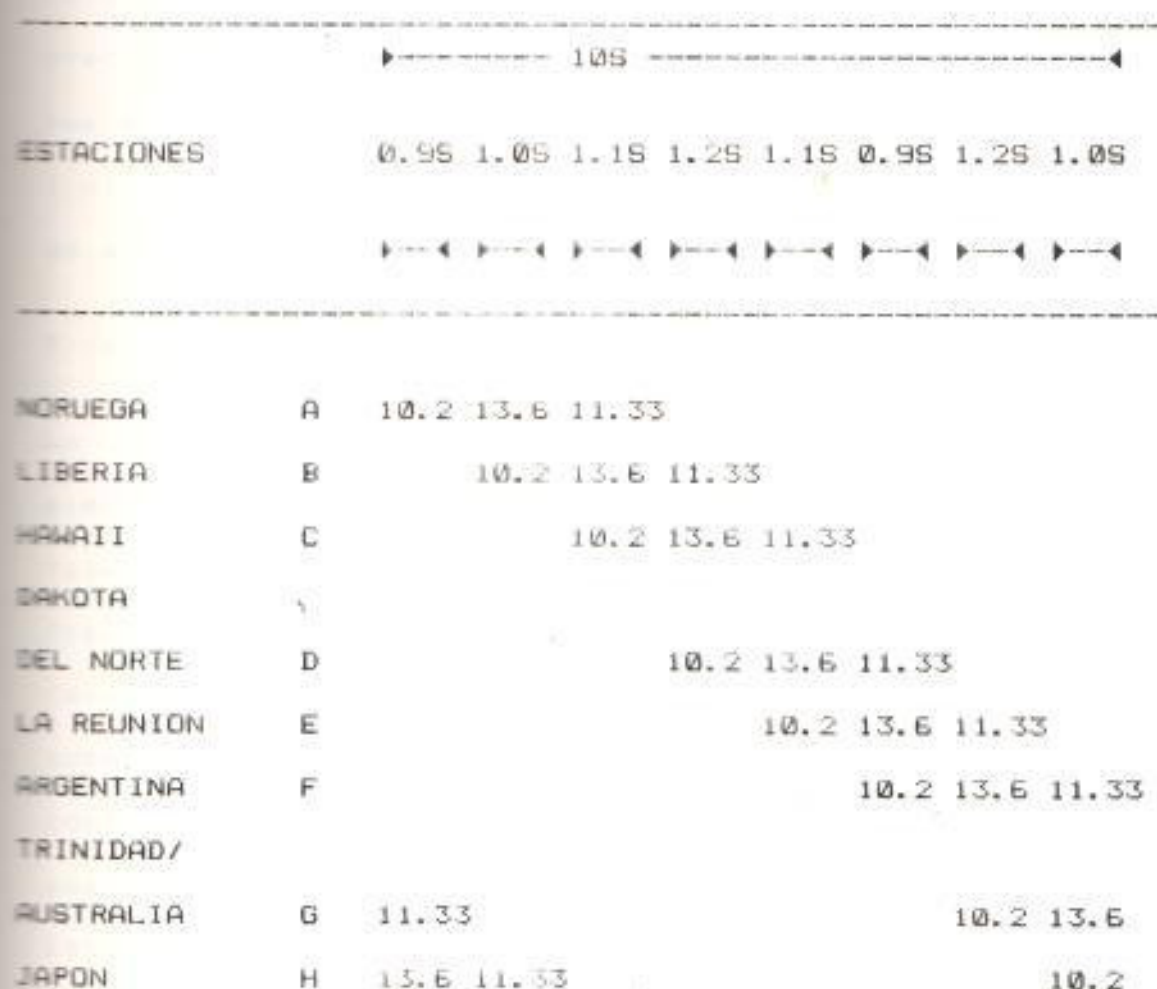 10S
ESTACIONES 0.9S 1.0S 1.1S 1.2S 1.1S 0.9S 1.2S 1.0S
NORUEGA A 10.2 13.6 11.33
LIBERIA B 10.2 13.6 11.33
HAWAII C 10.2 13.6 11.33
DAKOTA
DEL NORTE D 10.2 13.6 11.33
LA REUNION E 10.2 13.6 11.33
ARGENTINA F 10.2 13.6 11.33
TRINIDAD/
AUSTRALIA G 11.33 10.2 13.6
JAPON H 13.6 11.33 10.2